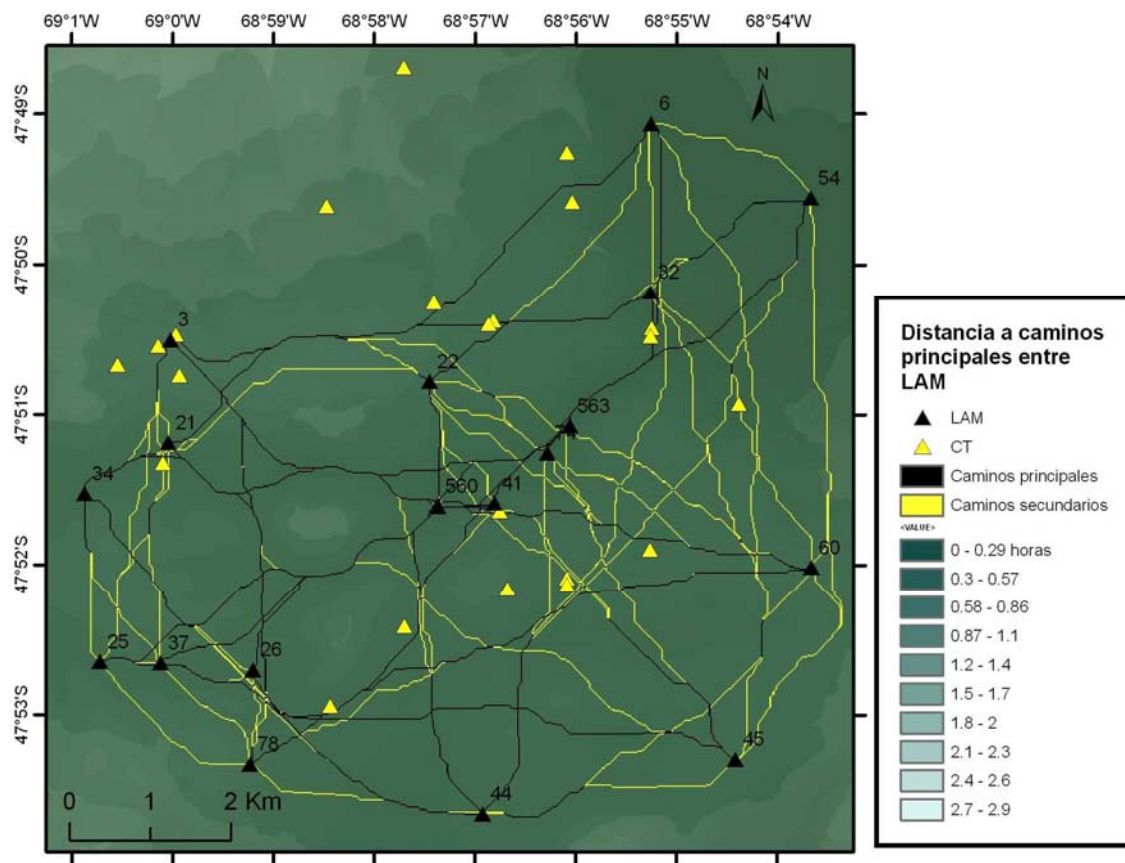 69°1'W 69°0'W 68°58'W 68°57'W 68°56'W 68°55'W 68°54'W
47°49'S
47°50'S
47°51'S
47°52'S
47°53'S
N
6
54
32
3
22
21
563
34
560
41
60
25
37
26
78
45
44
0 1 2 Km
Distancia a caminos
principales entre
LAM
LAM
CT
Caminos principales
Caminos secundarios
<VALUE>
0 - 0.29 horas
0.3 - 0.57
0.58 - 0.86
0.87 - 1.1
1.2 - 1.4
1.5 - 1.7
1.8 - 2
2.1 - 2.3
2.4 - 2.6
2.7 - 2.9